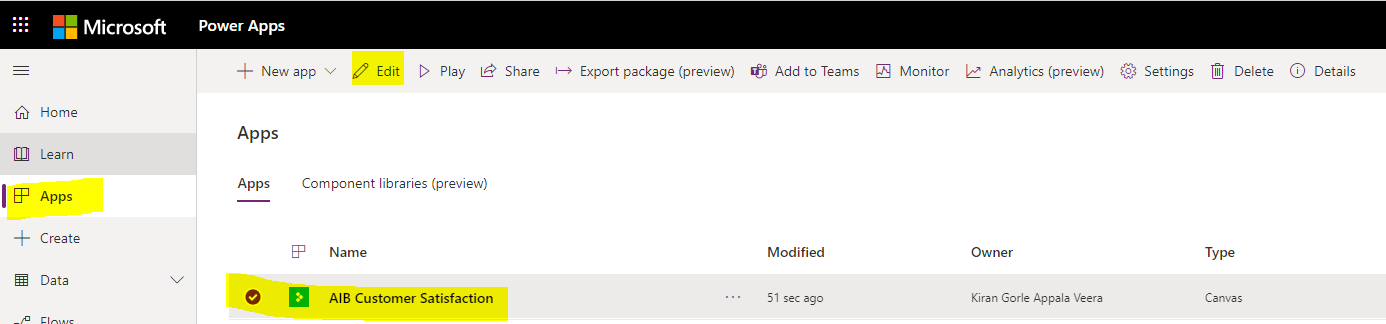 Microsoft Power Apps
New app Edit Play Share Export package (preview) Add to Teams Monitor Analytics (preview) Settings Delete Details
Home
Learn
Apps
Create
Data
Flows
Apps
Apps Component libraries (preview)
Name Modified Owner Type
AIB Customer Satisfaction ... 51 sec ago Kiran Gorle Appala Veera Canvas